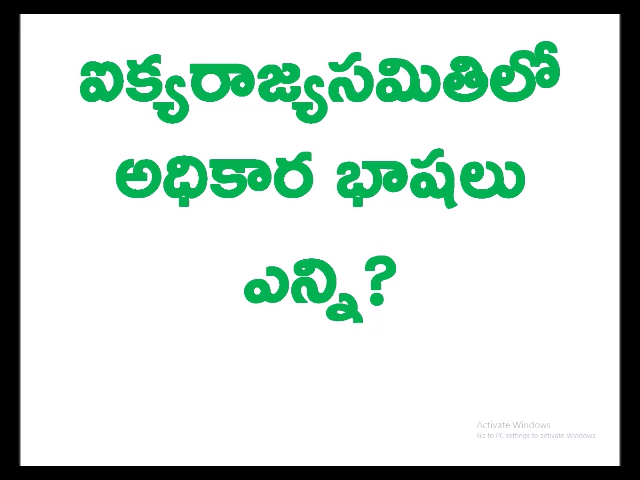 ఐక్యరాజ్యసమితిలో
అధికార భాషలు
ఎన్ని?
Activate Windows
Go to PC settings to activate Windows.